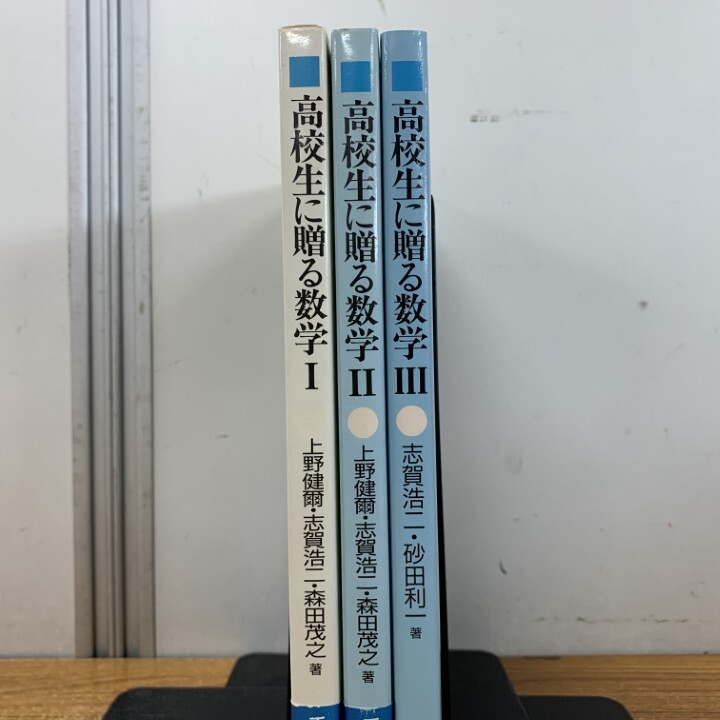 高校生に贈る数学 I
上野健爾・志賀浩二・森田茂之 著
高校生に贈る数学 II
上野健爾・志賀浩二・森田茂之 著
高校生に贈る数学 III
志賀浩二・砂田利一 著